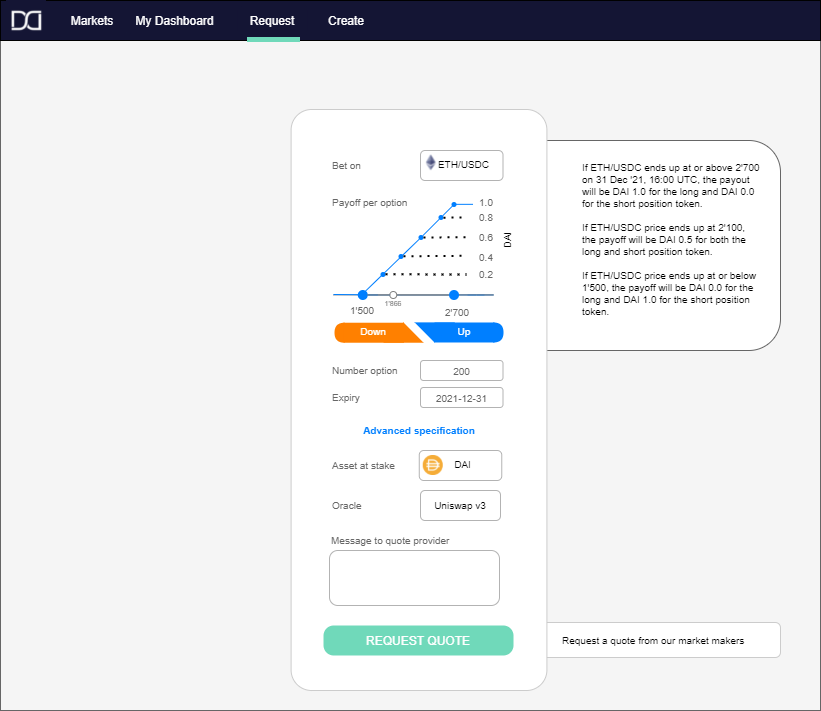 Markets
My Dashboard
Request
Create
Bet on
ETH/USDC
Payoff per option
1.0
0.8
0.6
0.4
0.2
DAI
1'866
1'500
2'700
Down
Up
Number option
200
Expiry
2021-12-31
Advanced specification
Asset at stake
DAI
Oracle
Uniswap v3
Message to quote provider
REQUEST QUOTE
If ETH/USDC ends up at or above 2'700
on 31 Dec '21, 16:00 UTC, the payout
will be DAI 1.0 for the long and DAI 0.0
for the short position token.
If ETH/USDC price ends up at 2'100,
the payoff will be DAI 0.5 for both the
long and short position token.
If ETH/USDC price ends up at or below
1'500, the payoff will be DAI 0.0 for the
long and DAI 1.0 for the short position
token.
Request a quote from our market makers